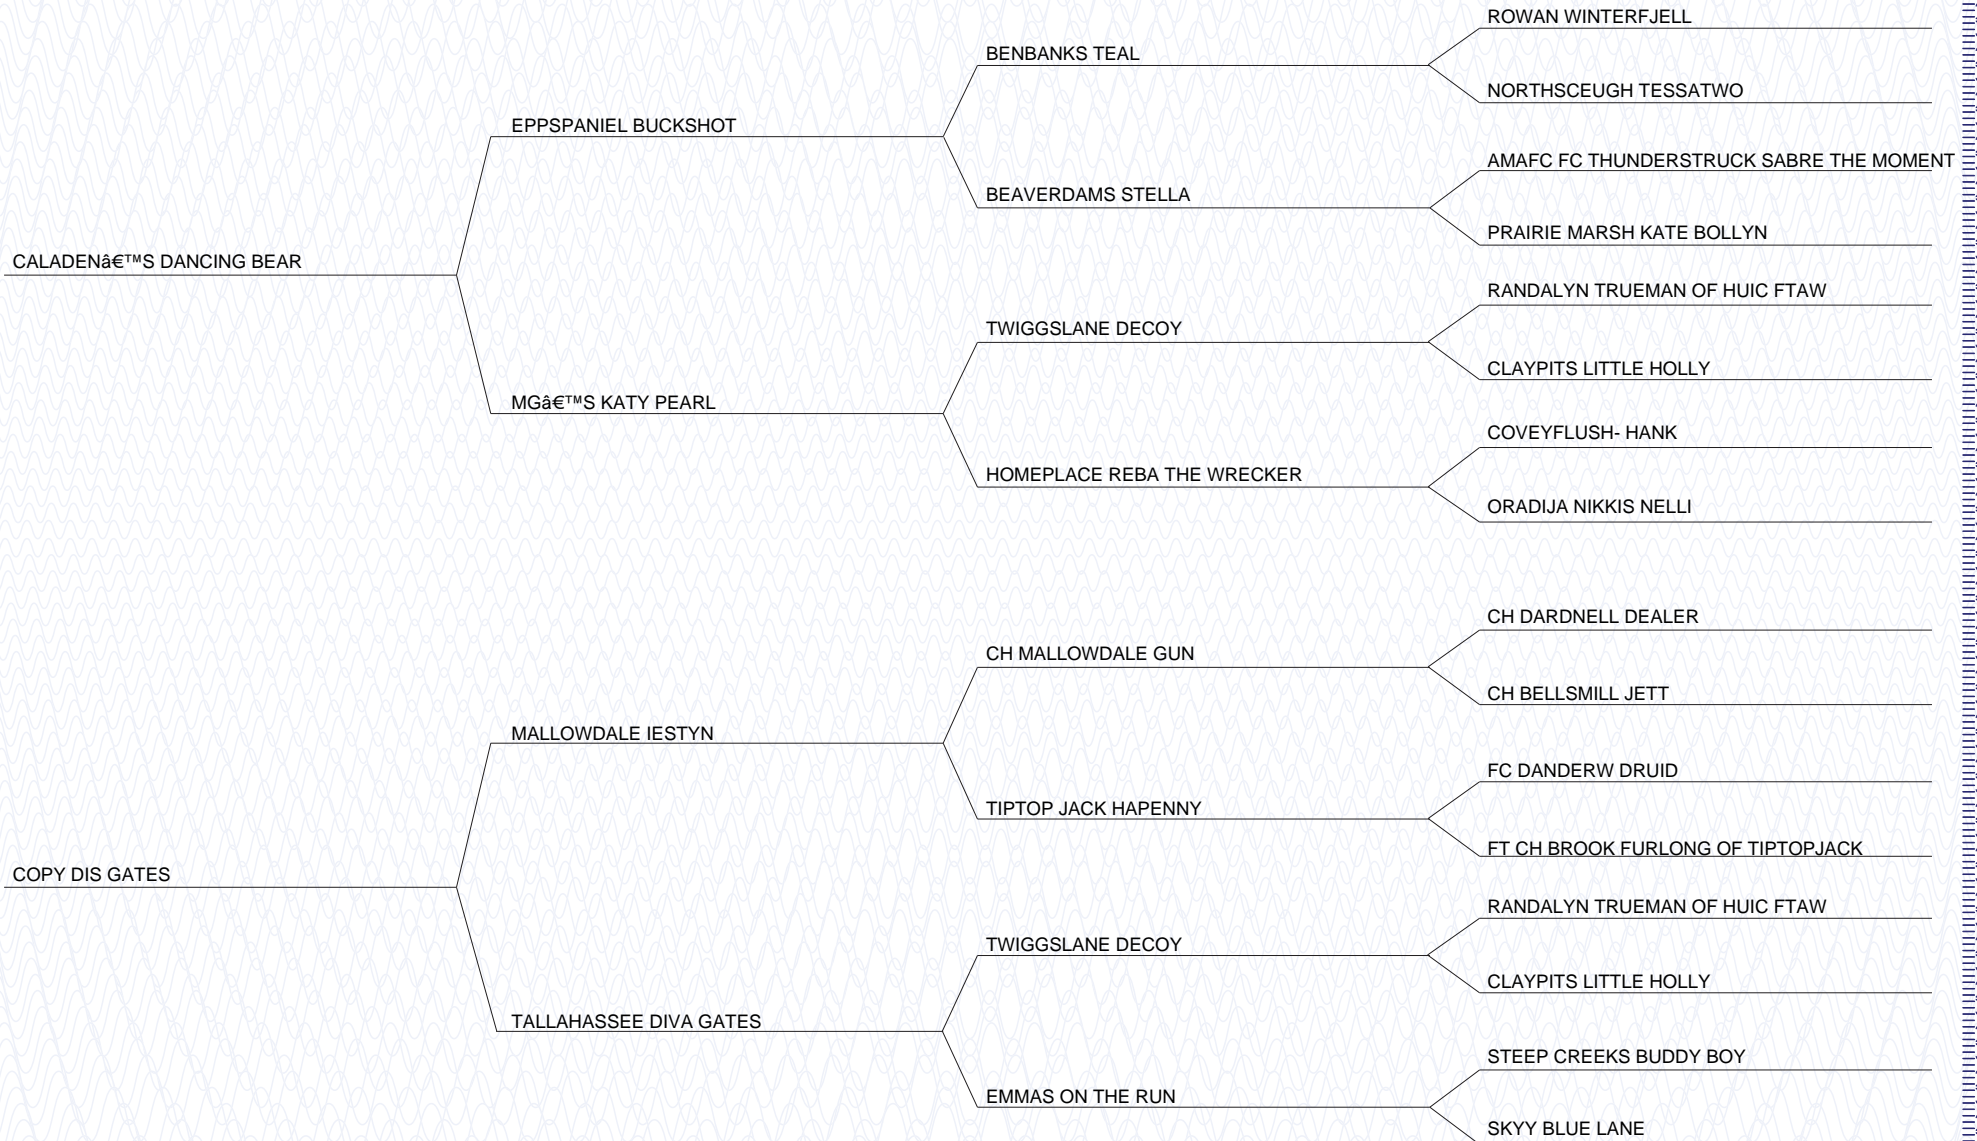 ROWAN WINTERFJELL
BENBANKS TEAL
NORTHSCEUGH TESSATWO
EPPSPANIEL BUCKSHOT
AMAFC FC THUNDERSTRUCK SABRE THE MOMENT
BEAVERDAMS STELLA
PRAIRIE MARSH KATE BOLLYN
CALADENâ€™S DANCING BEAR
RANDALYN TRUEMAN OF HUIC FTAW
TWIGGSLANE DECOY
CLAYPITS LITTLE HOLLY
MGâ€™S KATY PEARL
COVEYFLUSH- HANK
HOMEPLACE REBA THE WRECKER
ORADIJA NIKKIS NELLI
CH DARDNELL DEALER
CH MALLOWDALE GUN
CH BELLSMILL JETT
MALLOWDALE IESTYN
FC DANDERW DRUID
TIPTOP JACK HAPENNY
FT CH BROOK FURLONG OF TIPTOPJACK
COPY DIS GATES
RANDALYN TRUEMAN OF HUIC FTAW
TWIGGSLANE DECOY
CLAYPITS LITTLE HOLLY
TALLAHASSEE DIVA GATES
STEEP CREEKS BUDDY BOY
EMMAS ON THE RUN
SKYY BLUE LANE